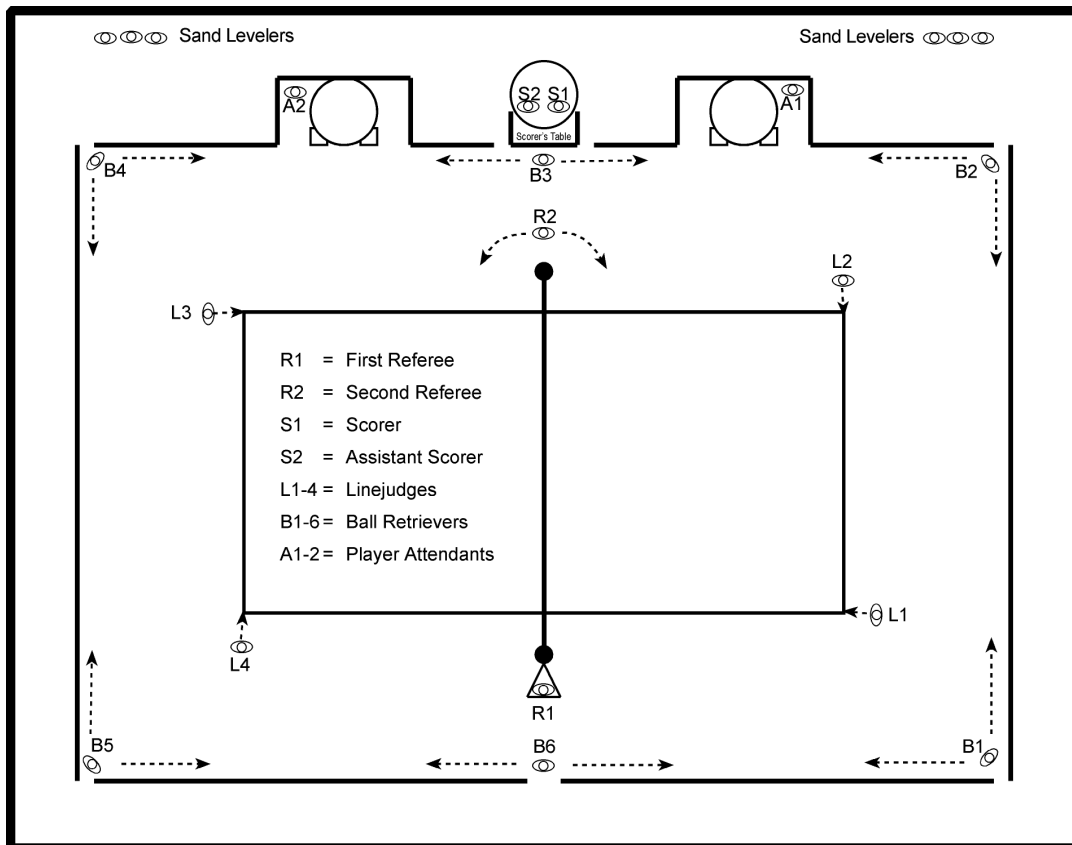 Sand Levelers
Sand Levelers
A2
S2 S1
A1
Scorer's Table
B4
B3
B2
R2
L2
L3
R1 = First Referee
R2 = Second Referee
S1 = Scorer
S2 = Assistant Scorer
L1-4 = Linejudges
B1-6 = Ball Retrievers
A1-2 = Player Attendants
L1
L4
R1
B5
B6
B1